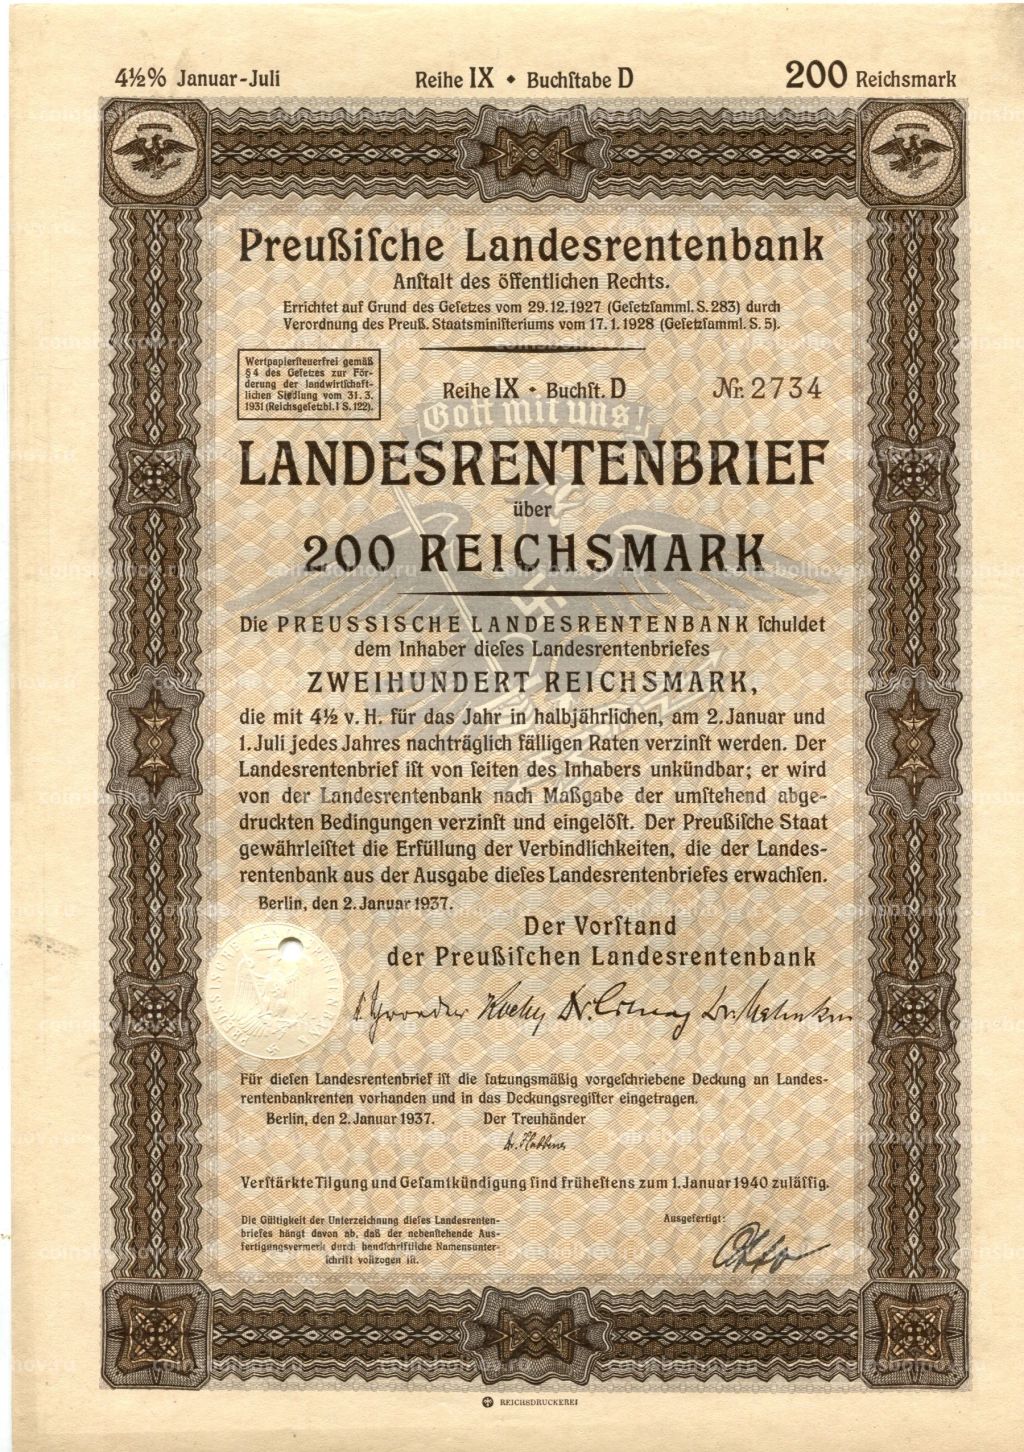 4½% Januar-Juli Reihe IX • Buchſtabe D 200 Reichsmark
Preußiſche Landesrentenbank
Anſtalt des öffentlichen Rechts.
Errichtet auf Grund des Geſetzes vom 29.12.1927 (Geſetzſamml. S. 283) durch
Verordnung des Preuß. Staatsminiſteriums vom 17.1.1928 (Geſetzſamml. S. 5).
Wertpapierſteuerfrei gemäß
§ 4 des Geſetzes zur För-
derung der landwirtſchaft-
lichen Siedlung vom 31. 3.
1931 (Reichsgeſetzbl. I S. 122).
Reihe IX • Buchſt. D Nr. 2734
Gott mit uns!
LANDESRENTENBRIEF
über
200 REICHSMARK
Die PREUSSISCHE LANDESRENTENBANK ſchuldet
dem Inhaber dieſes Landesrentenbriefes
ZWEIHUNDERT REICHSMARK,
die mit 4½ v. H. für das Jahr in halbjährlichen, am 2. Januar und
1. Juli jedes Jahres nachträglich fälligen Raten verzinſt werden. Der
Landesrentenbrief iſt von ſeiten des Inhabers unkündbar; er wird
von der Landesrentenbank nach Maßgabe der umſtehend abge-
druckten Bedingungen verzinſt und eingelöſt. Der Preußiſche Staat
gewährleiſtet die Erfüllung der Verbindlichkeiten, die der Landes-
rentenbank aus der Ausgabe dieſes Landesrentenbriefes erwachſen.
Berlin, den 2. Januar 1937.
Der Vorſtand
der Preußiſchen Landesrentenbank
Für dieſen Landesrentenbrief iſt die ſatzungsmäßig vorgeſchriebene Deckung an Landes-
rentenbankrenten vorhanden und in das Deckungsregiſter eingetragen.
Berlin, den 2. Januar 1937. Der Treuhänder
Verſtärkte Tilgung und Geſamtkündigung ſind früheſtens zum 1. Januar 1940 zuläſſig.
Die Gültigkeit der Unterzeichnung dieſes Landesrenten-
briefes hängt davon ab, daß der nebenſtehende Aus-
fertigungsvermerk durch handſchriftliche Namensunter-
ſchrift vollzogen iſt.
Ausgefertigt:
REICHSDRUCKEREI
coinsbolhov.ru